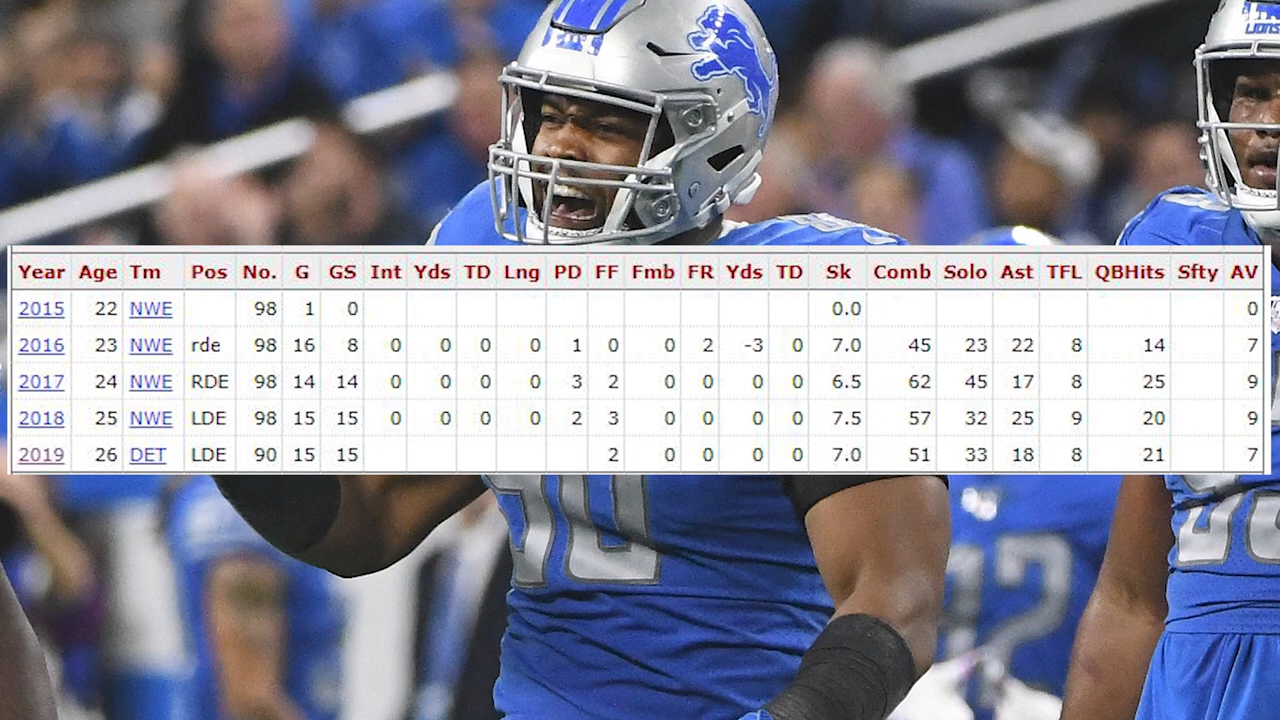 LIONS
Year Age Tm Pos No. G GS Int Yds TD Lng PD FF Fmb FR Yds TD Sk Comb Solo Ast TFL QBHits Sfty AV
2015 22 NWE 98 1 0 0.0 0
2016 23 NWE rde 98 16 8 0 0 0 0 1 0 0 2 -3 0 7.0 45 23 22 8 14 7
2017 24 NWE RDE 98 14 14 0 0 0 0 3 2 0 0 0 0 6.5 62 45 17 8 25 9
2018 25 NWE LDE 98 15 15 0 0 0 0 2 3 0 0 0 0 7.5 57 32 25 9 20 9
2019 26 DET LDE 90 15 15 2 0 0 0 0 7.0 51 33 18 8 21 7
90